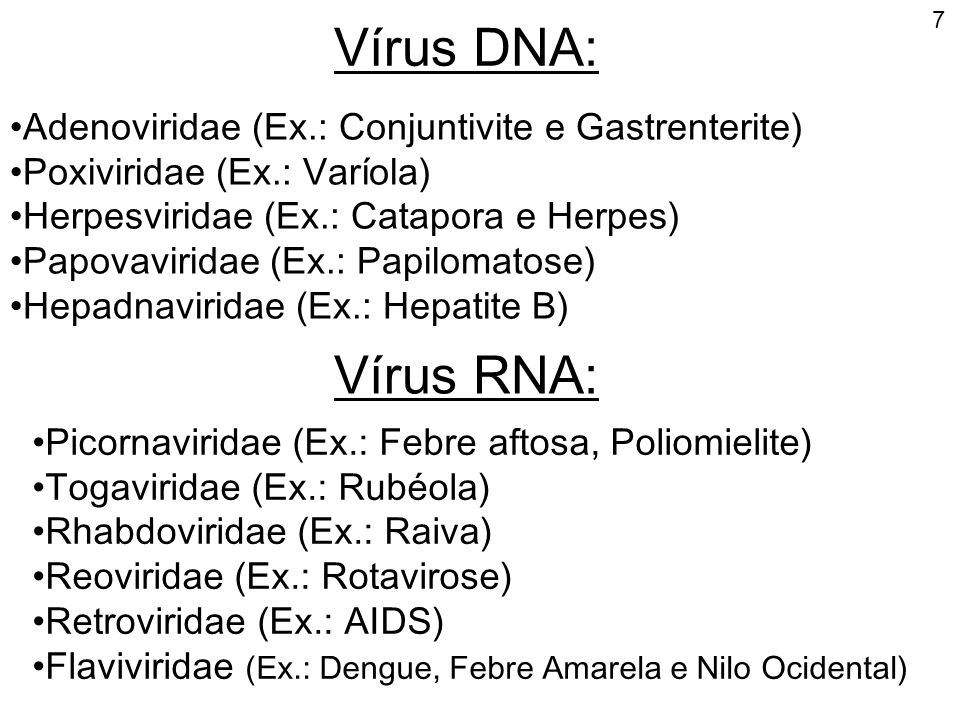 7
Vírus DNA:
•Adenoviridae (Ex.: Conjuntivite e Gastrenterite)
•Poxiviridae (Ex.: Varíola)
•Herpesviridae (Ex.: Catapora e Herpes)
•Papovaviridae (Ex.: Papilomatose)
•Hepadnaviridae (Ex.: Hepatite B)
Vírus RNA:
•Picornaviridae (Ex.: Febre aftosa, Poliomielite)
•Togaviridae (Ex.: Rubéola)
•Rhabdoviridae (Ex.: Raiva)
•Reoviridae (Ex.: Rotavirose)
•Retroviridae (Ex.: AIDS)
•Flaviviridae (Ex.: Dengue, Febre Amarela e Nilo Ocidental)